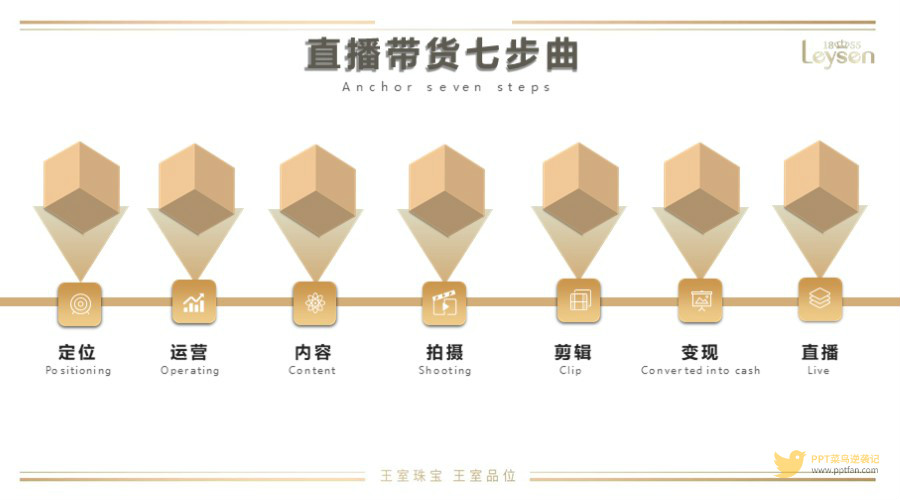 直播带货七步曲
Anchor seven steps
1855
Leysen
定位
Positioning
运营
Operating
内容
Content
拍摄
Shooting
剪辑
Clip
变现
Converted into cash
直播
Live
王室珠宝 王室品位
PPT菜鸟逆袭记
www.pptfan.com